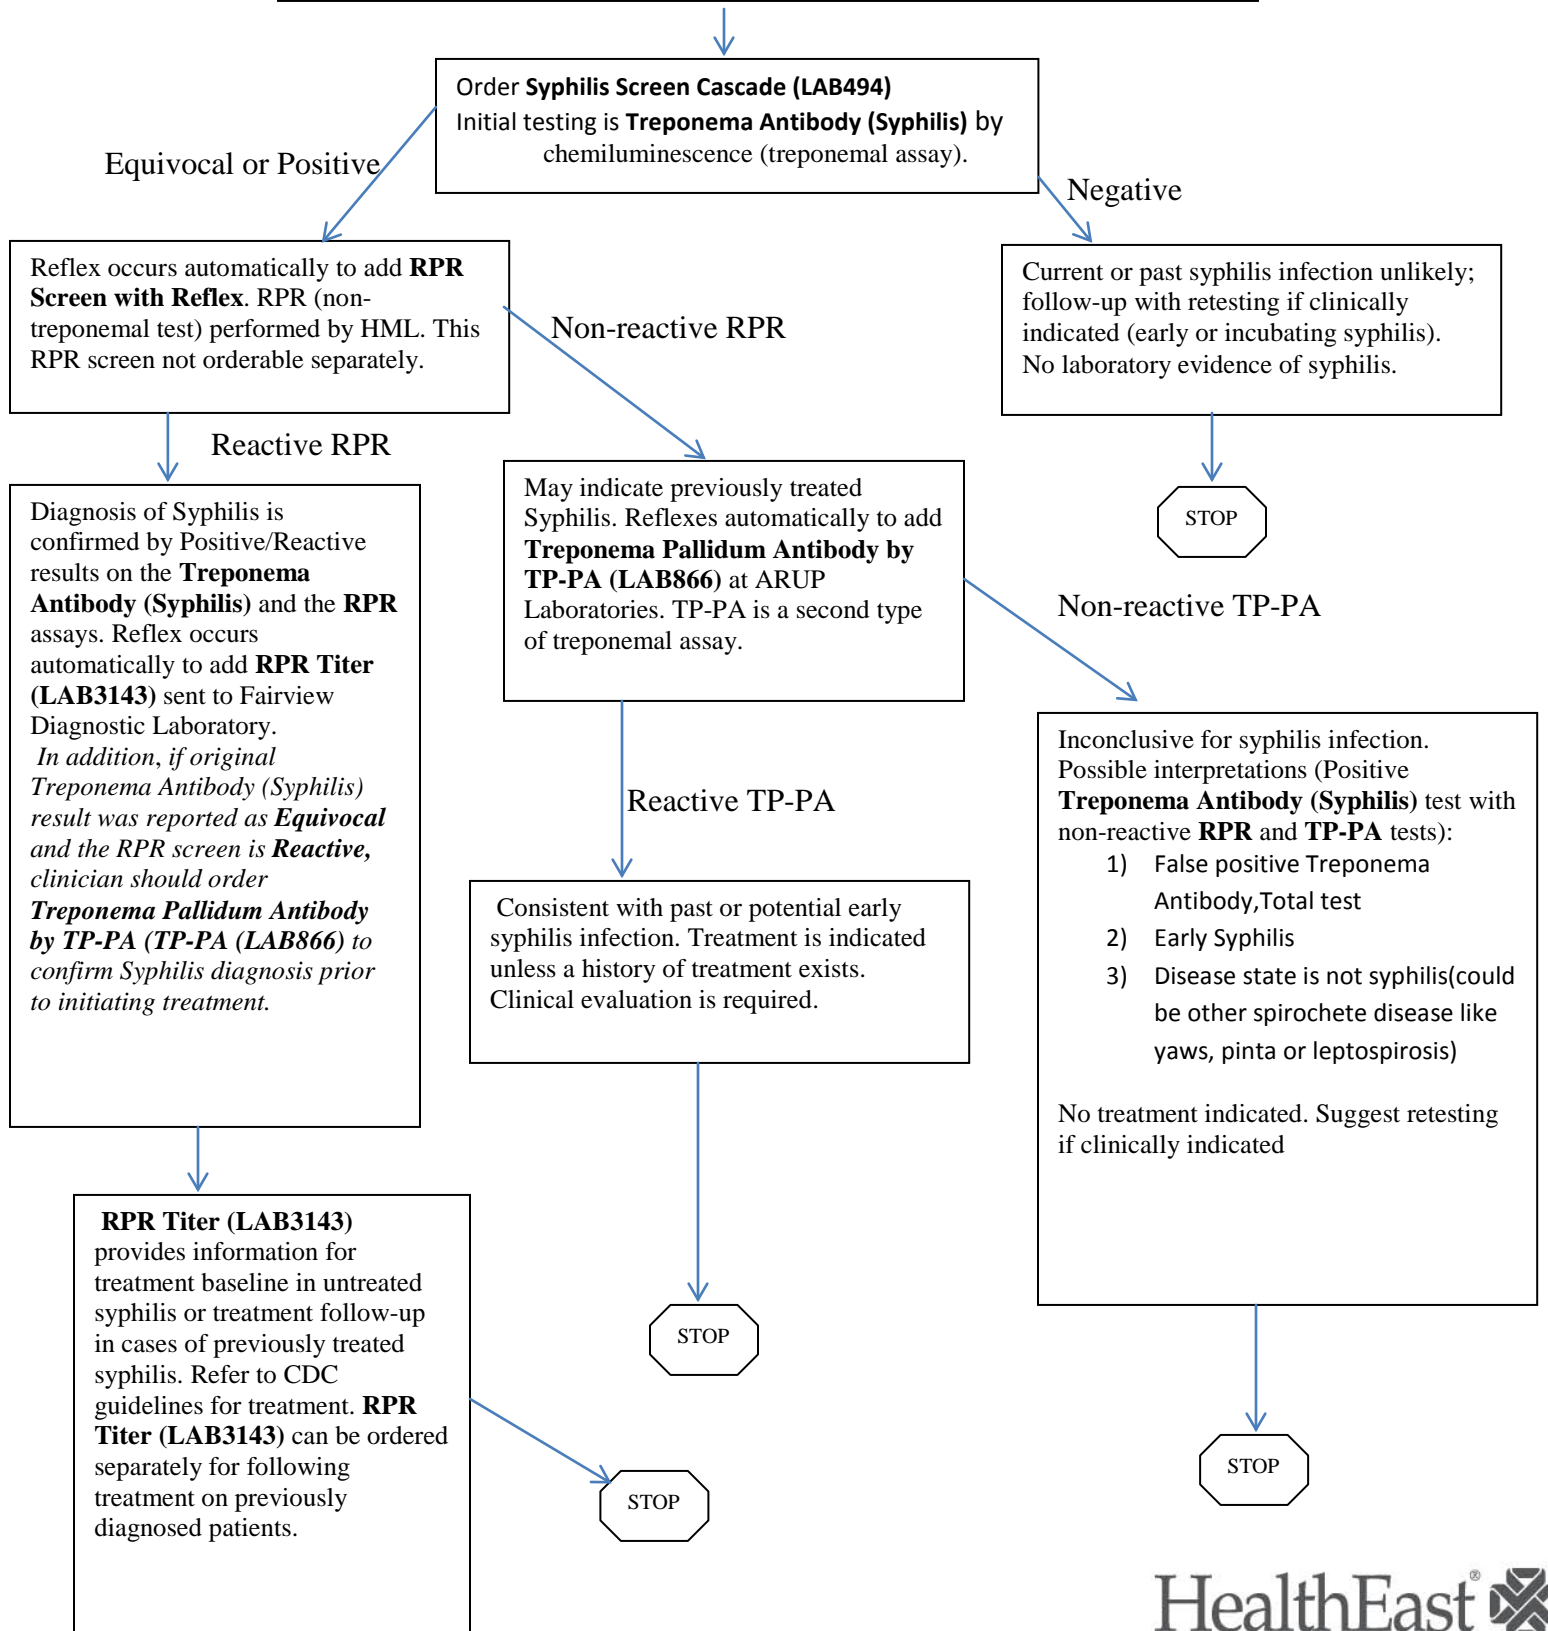 Order Syphilis Screen Cascade (LAB494)
Initial testing is Treponema Antibody (Syphilis) by
chemiluminescence (treponemal assay).
Equivocal or Positive
Negative
Reflex occurs automatically to add RPR
Screen with Reflex. RPR (non-
treponemal test) performed by HML. This
RPR screen not orderable separately.
Non-reactive RPR
Current or past syphilis infection unlikely;
follow-up with retesting if clinically
indicated (early or incubating syphilis).
No laboratory evidence of syphilis.
Reactive RPR
STOP
Diagnosis of Syphilis is
confirmed by Positive/Reactive
results on the Treponema
Antibody (Syphilis) and the RPR
assays. Reflex occurs
automatically to add RPR Titer
(LAB3143) sent to Fairview
Diagnostic Laboratory.
In addition, if original
Treponema Antibody (Syphilis)
result was reported as Equivocal
and the RPR screen is Reactive,
clinician should order
Treponema Pallidum Antibody
by TP-PA (TP-PA (LAB866) to
confirm Syphilis diagnosis prior
to initiating treatment.
May indicate previously treated
Syphilis. Reflexes automatically to add
Treponema Pallidum Antibody by
TP-PA (LAB866) at ARUP
Laboratories. TP-PA is a second type
of treponemal assay.
Non-reactive TP-PA
Reactive TP-PA
Inconclusive for syphilis infection.
Possible interpretations (Positive
Treponema Antibody (Syphilis) test with
non-reactive RPR and TP-PA tests):
1) False positive Treponema
Antibody,Total test
2) Early Syphilis
3) Disease state is not syphilis(could
be other spirochete disease like
yaws, pinta or leptospirosis)
No treatment indicated. Suggest retesting
if clinically indicated
Consistent with past or potential early
syphilis infection. Treatment is indicated
unless a history of treatment exists.
Clinical evaluation is required.
RPR Titer (LAB3143)
provides information for
treatment baseline in untreated
syphilis or treatment follow-up
in cases of previously treated
syphilis. Refer to CDC
guidelines for treatment. RPR
Titer (LAB3143) can be ordered
separately for following
treatment on previously
diagnosed patients.
STOP
STOP
STOP
HealthEast®